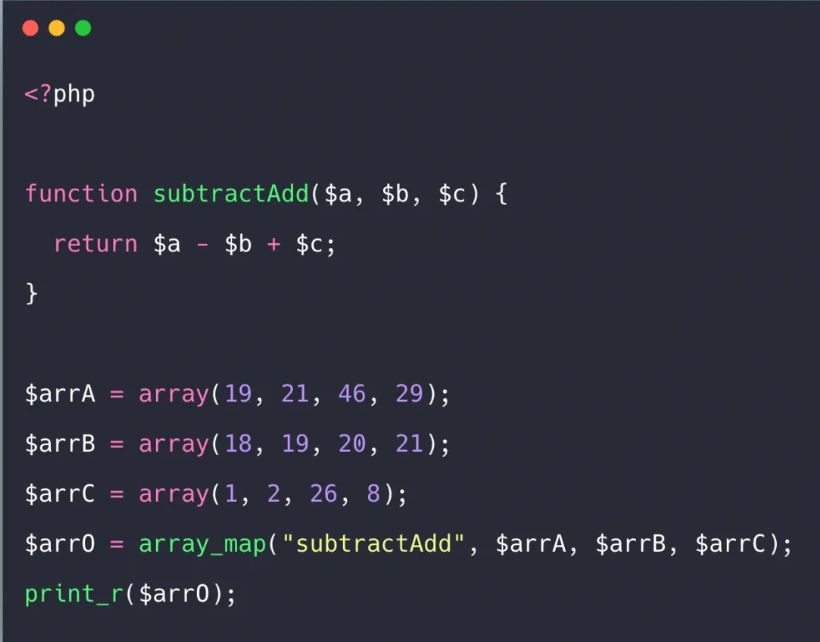 <?php
function subtractAdd($a, $b, $c) {
return $a - $b + $c;
}
$arrA = array(19, 21, 46, 29);
$arrB = array(18, 19, 20, 21);
$arrC = array(1, 2, 26, 8);
$arrO = array_map("subtractAdd", $arrA, $arrB, $arrC);
print_r($arrO);